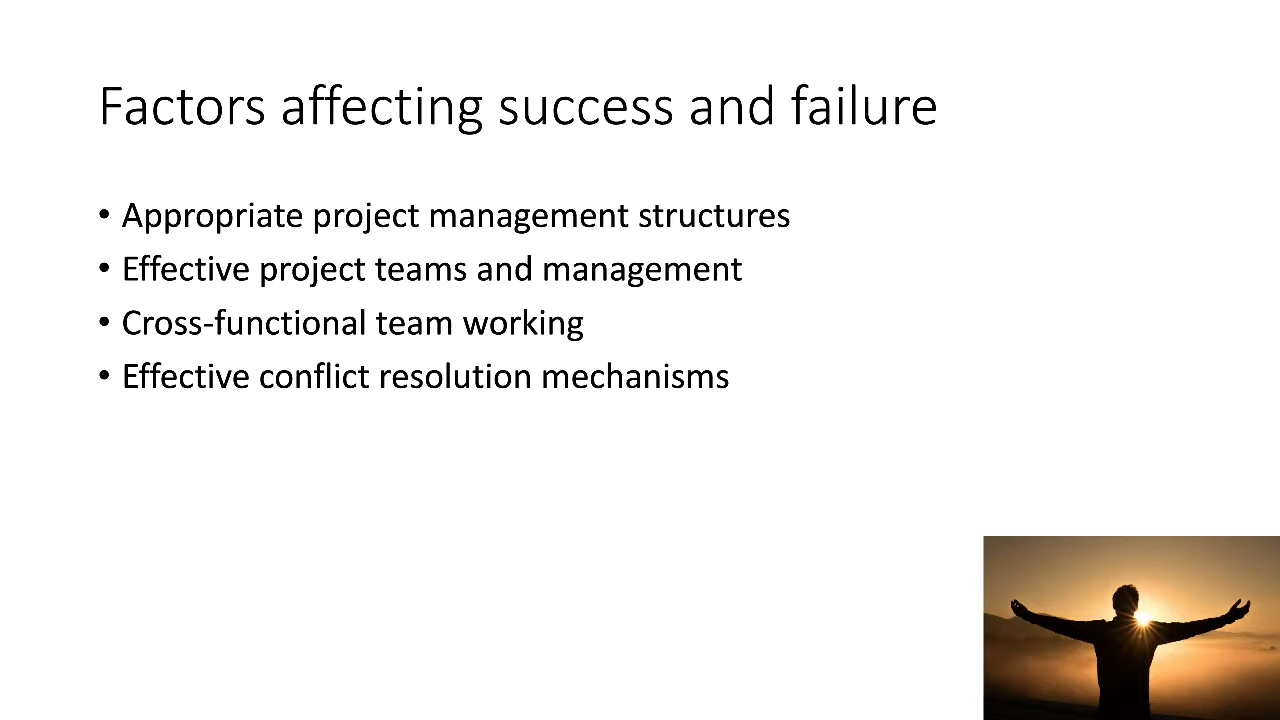 Factors affecting success and failure
• Appropriate project management structures
• Effective project teams and management
• Cross-functional team working
• Effective conflict resolution mechanisms